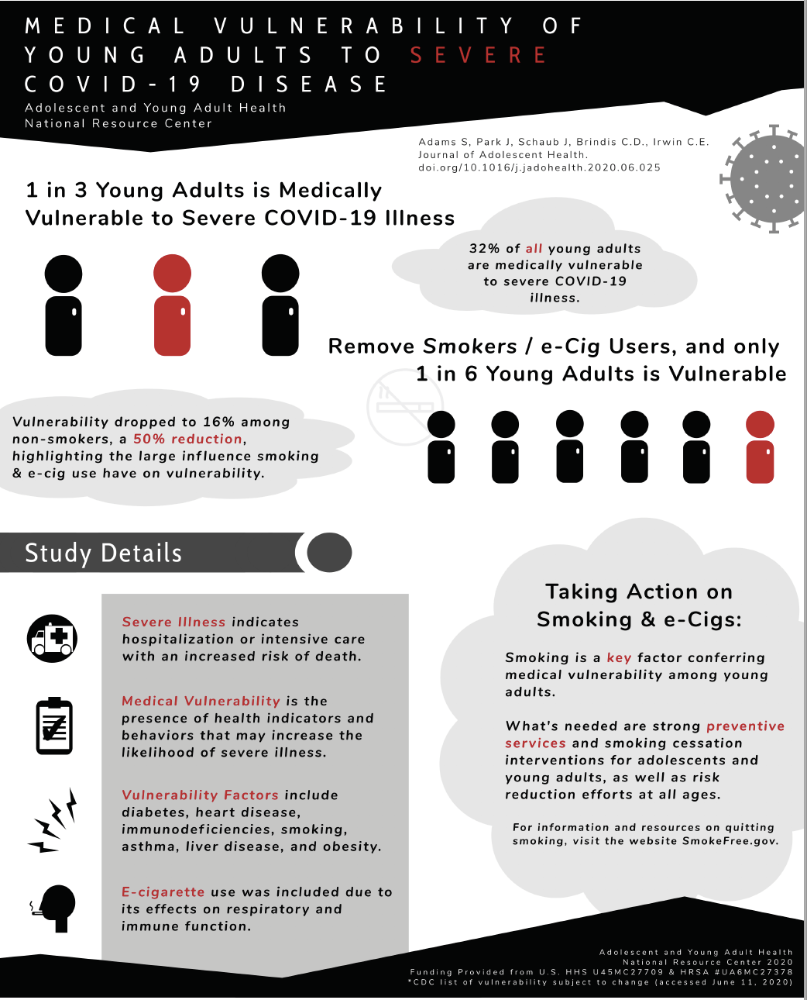 MEDICAL VULNERABILITY OF
YOUNG ADULTS TO SEVERE
COVID-19 DISEASE
Adolescent and Young Adult Health
National Resource Center
Adams S, Park J, Schaub J, Brindis C.D., Irwin C.E.
Journal of Adolescent Health.
doi.org/10.1016/j.jadohealth.2020.06.025
1 in 3 Young Adults is Medically
Vulnerable to Severe COVID-19 Illness
32% of all young adults
are medically vulnerable
to severe COVID-19
illness.
Remove Smokers / e-Cig Users, and only
1 in 6 Young Adults is Vulnerable
Vulnerability dropped to 16% among
non-smokers, a 50% reduction,
highlighting the large influence smoking
& e-cig use have on vulnerability.
Study Details
Severe Illness indicates
hospitalization or intensive care
with an increased risk of death.
Medical Vulnerability is the
presence of health indicators and
behaviors that may increase the
likelihood of severe illness.
Vulnerability Factors include
diabetes, heart disease,
immunodeficiencies, smoking,
asthma, liver disease, and obesity.
E-cigarette use was included due to
its effects on respiratory and
immune function.
Taking Action on
Smoking & e-Cigs:
Smoking is a key factor conferring
medical vulnerability among young
adults.
What's needed are strong preventive
services and smoking cessation
interventions for adolescents and
young adults, as well as risk
reduction efforts at all ages.
For information and resources on quitting
smoking, visit the website SmokeFree.gov.
Adolescent and Young Adult Health
National Resource Center 2020
Funding Provided from U.S. HHS U45MC27709 & HRSA #UA6MC27378
*CDC list of vulnerability subject to change (accessed June 11, 2020)